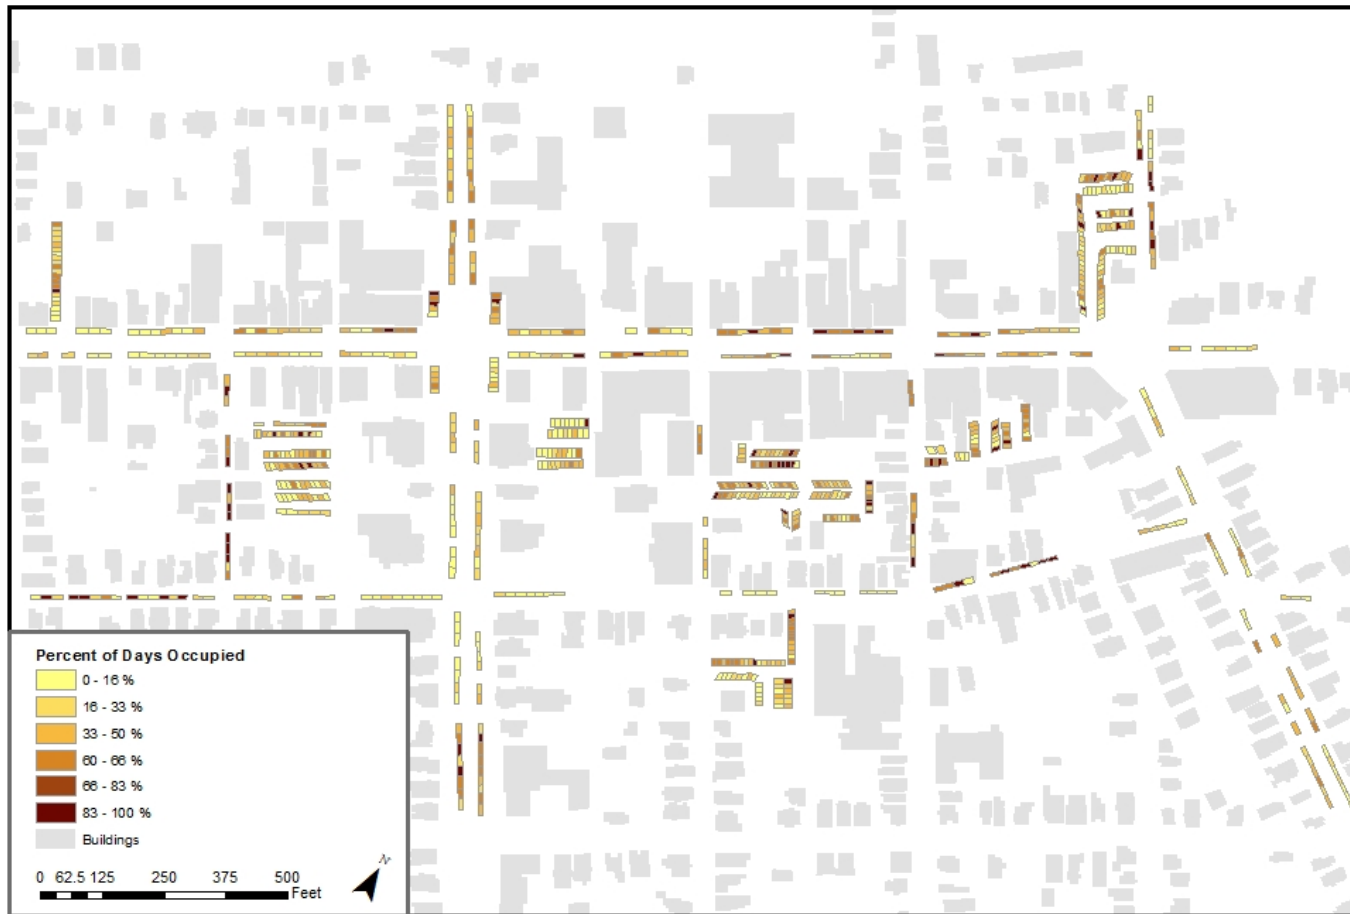 Percent of Days Occupied
0 - 16 %
16 - 33 %
33 - 50 %
60 - 66 %
66 - 83 %
83 - 100 %
Buildings
N
0 62.5 125 250 375 500
Feet